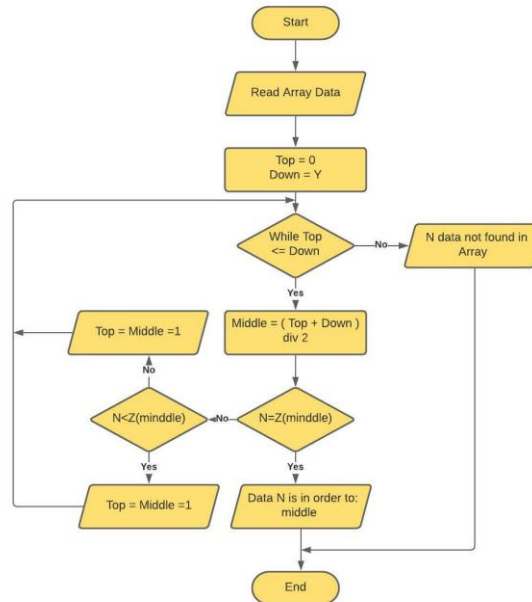 Start
Read Array Data
Top = 0
Down = Y
While Top
<= Down
No
N data not found in
Array
Yes
Middle = ( Top + Down )
div 2
Top = Middle =1
No
N<Z(minddle)
No
N=Z(minddle)
Yes
Yes
Top = Middle =1
Data N is in order to:
middle
End